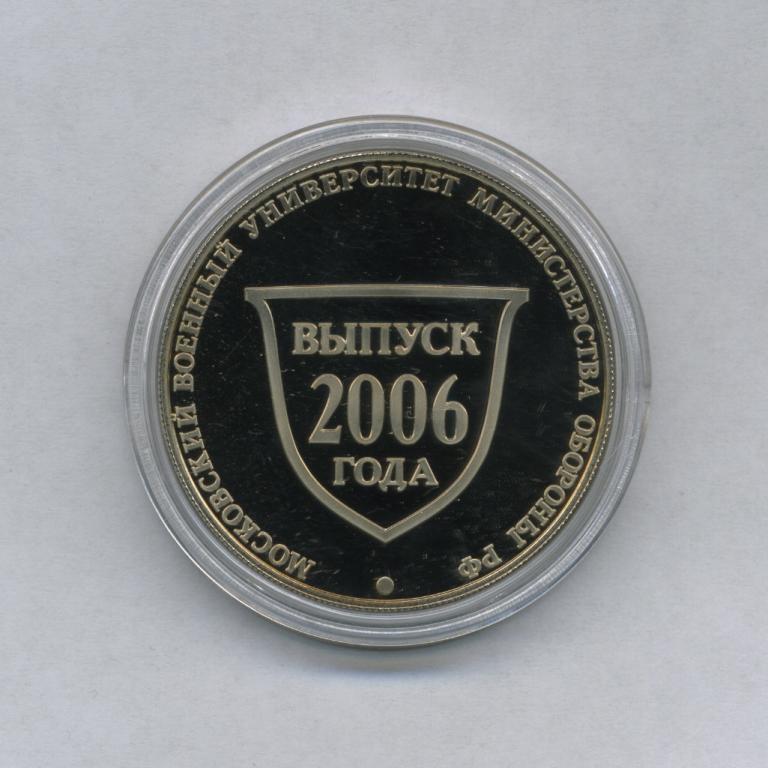 МОСКОВСКИЙ ВОЕННЫЙ УНИВЕРСИТЕТ МИНИСТЕРСТВА ОБОРОНЫ РФ
ВЫПУСК
2006
ГОДА